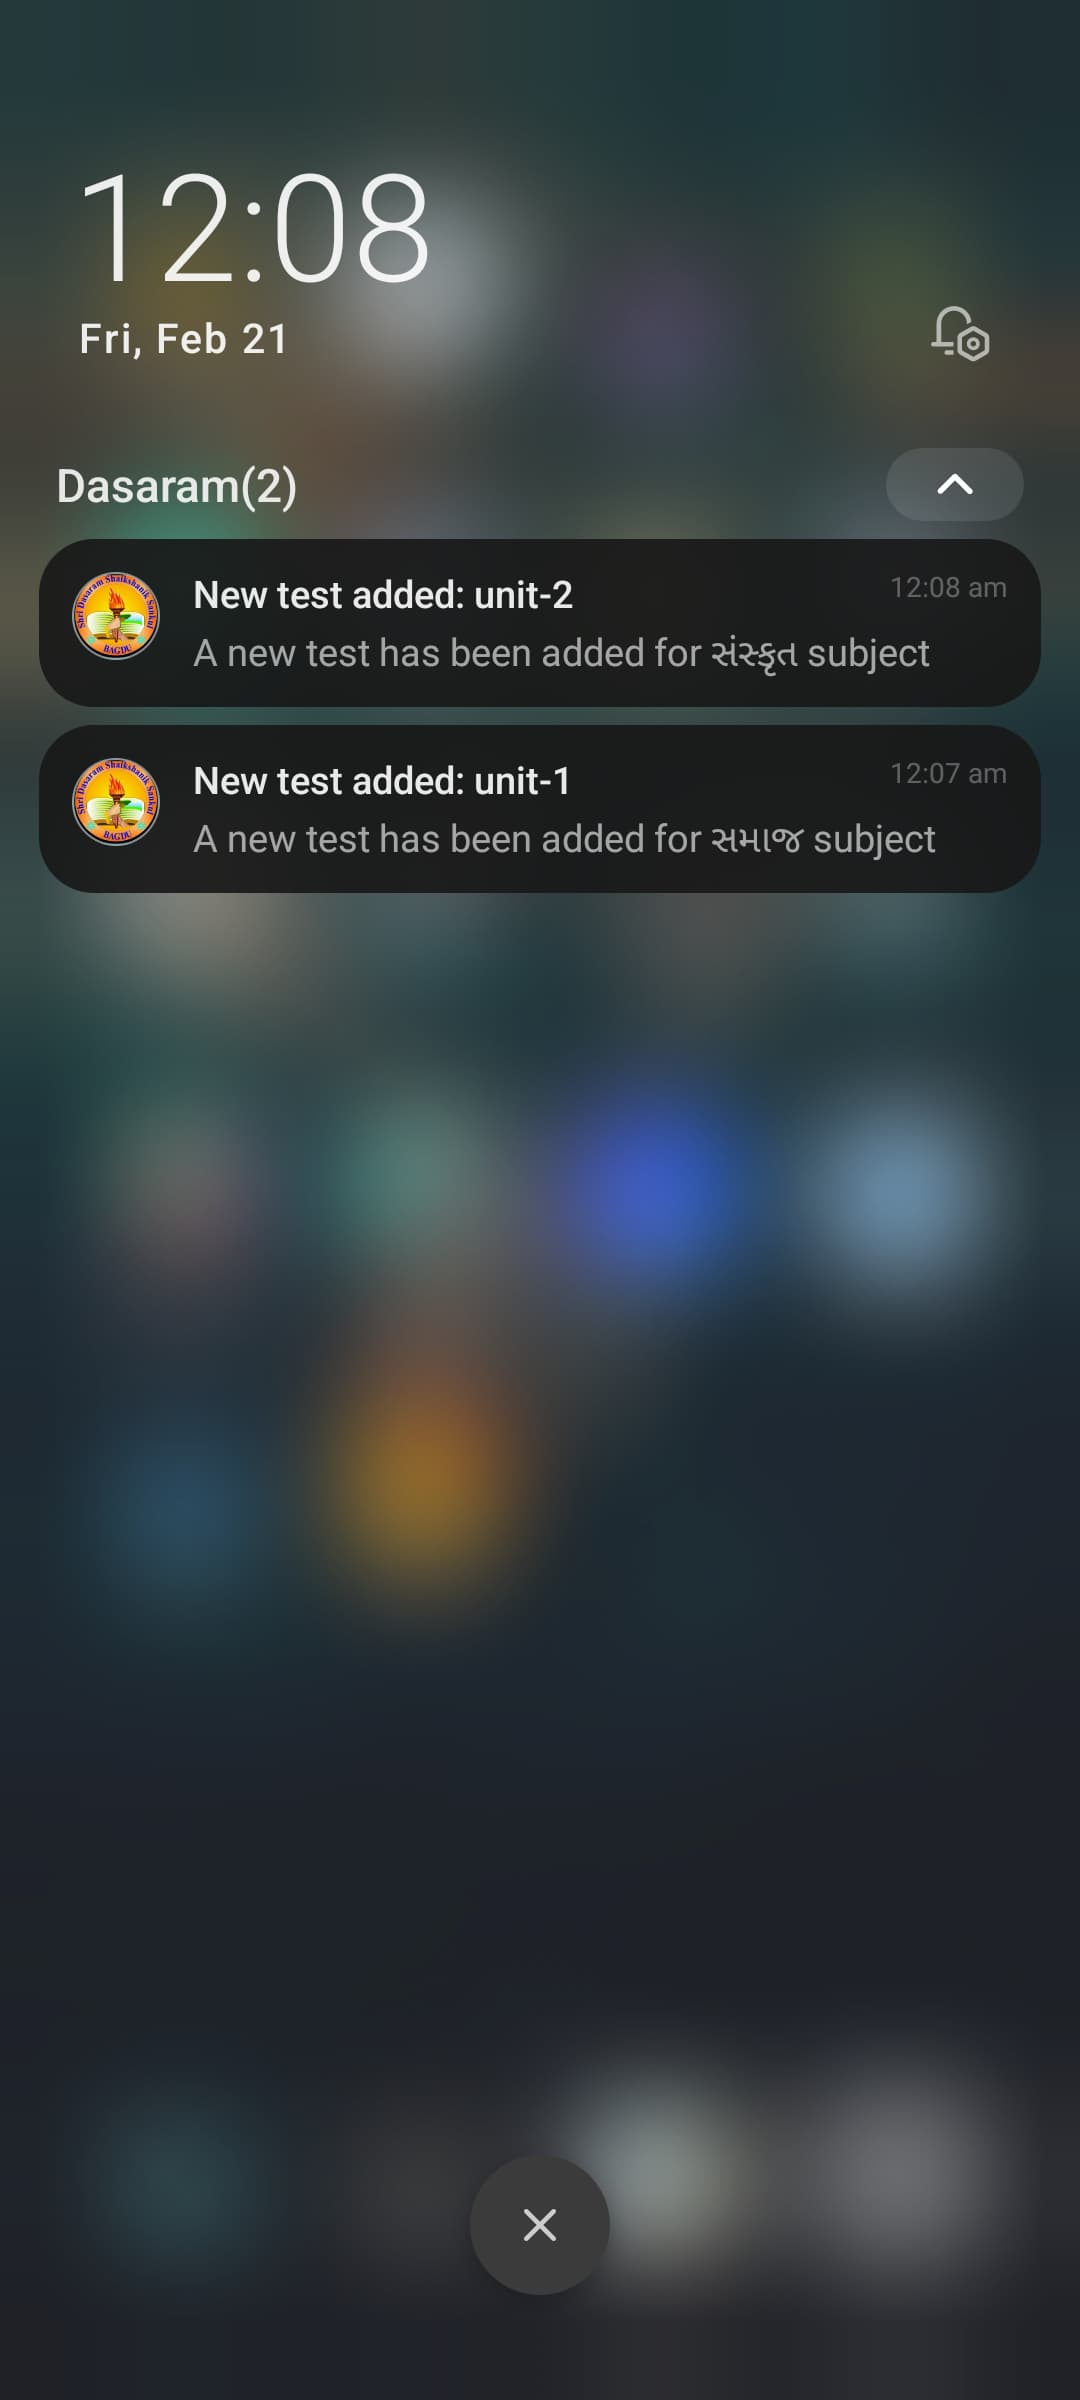 12:08
Fri, Feb 21
Dasaram(2)
New test added: unit-2
12:08 am
A new test has been added for સંસ્કૃત subject
Shri Dasaram Shaikshanik Sankul
BAGDU
New test added: unit-1
12:07 am
A new test has been added for સમાજ subject
Shri Dasaram Shaikshanik Sankul
BAGDU